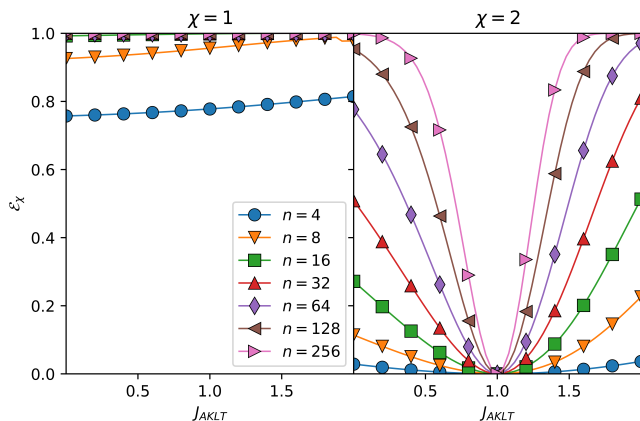 χ = 1
χ = 2
1.0
0.8
0.6
0.4
0.2
0.0
ℰχ
n = 4
n = 8
n = 16
n = 32
n = 64
n = 128
n = 256
0.5 1.0 1.5
0.5 1.0 1.5
J_AKLT
J_AKLT